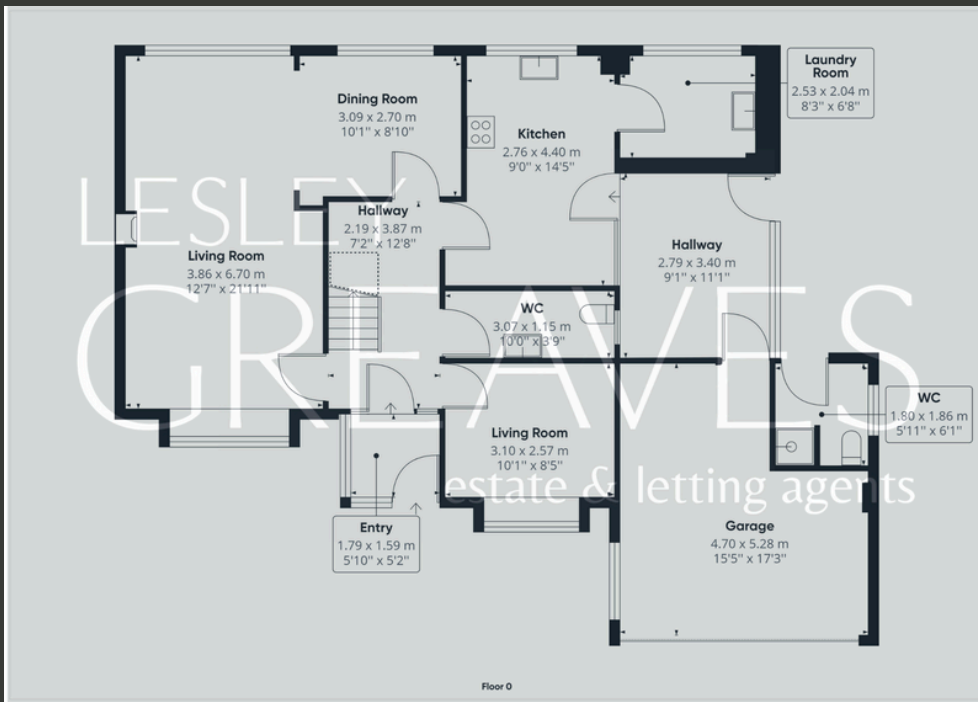 Laundry
Room
2.53 x 2.04 m
8'3" x 6'8"
Dining Room
3.09 x 2.70 m
10'1" x 8'10"
Kitchen
2.76 x 4.40 m
9'0" x 14'5"
LESLEY
GREAVES
estate & letting agents
Hallway
2.19 x 3.87 m
7'2" x 12'8"
Hallway
2.79 x 3.40 m
9'1" x 11'1"
Living Room
3.86 x 6.70 m
12'7" x 21'11"
WC
3.07 x 1.15 m
10'0" x 3'9"
WC
1.80 x 1.86 m
5'11" x 6'1"
Living Room
3.10 x 2.57 m
10'1" x 8'5"
Entry
1.79 x 1.59 m
5'10" x 5'2"
Garage
4.70 x 5.28 m
15'5" x 17'3"
Floor 0